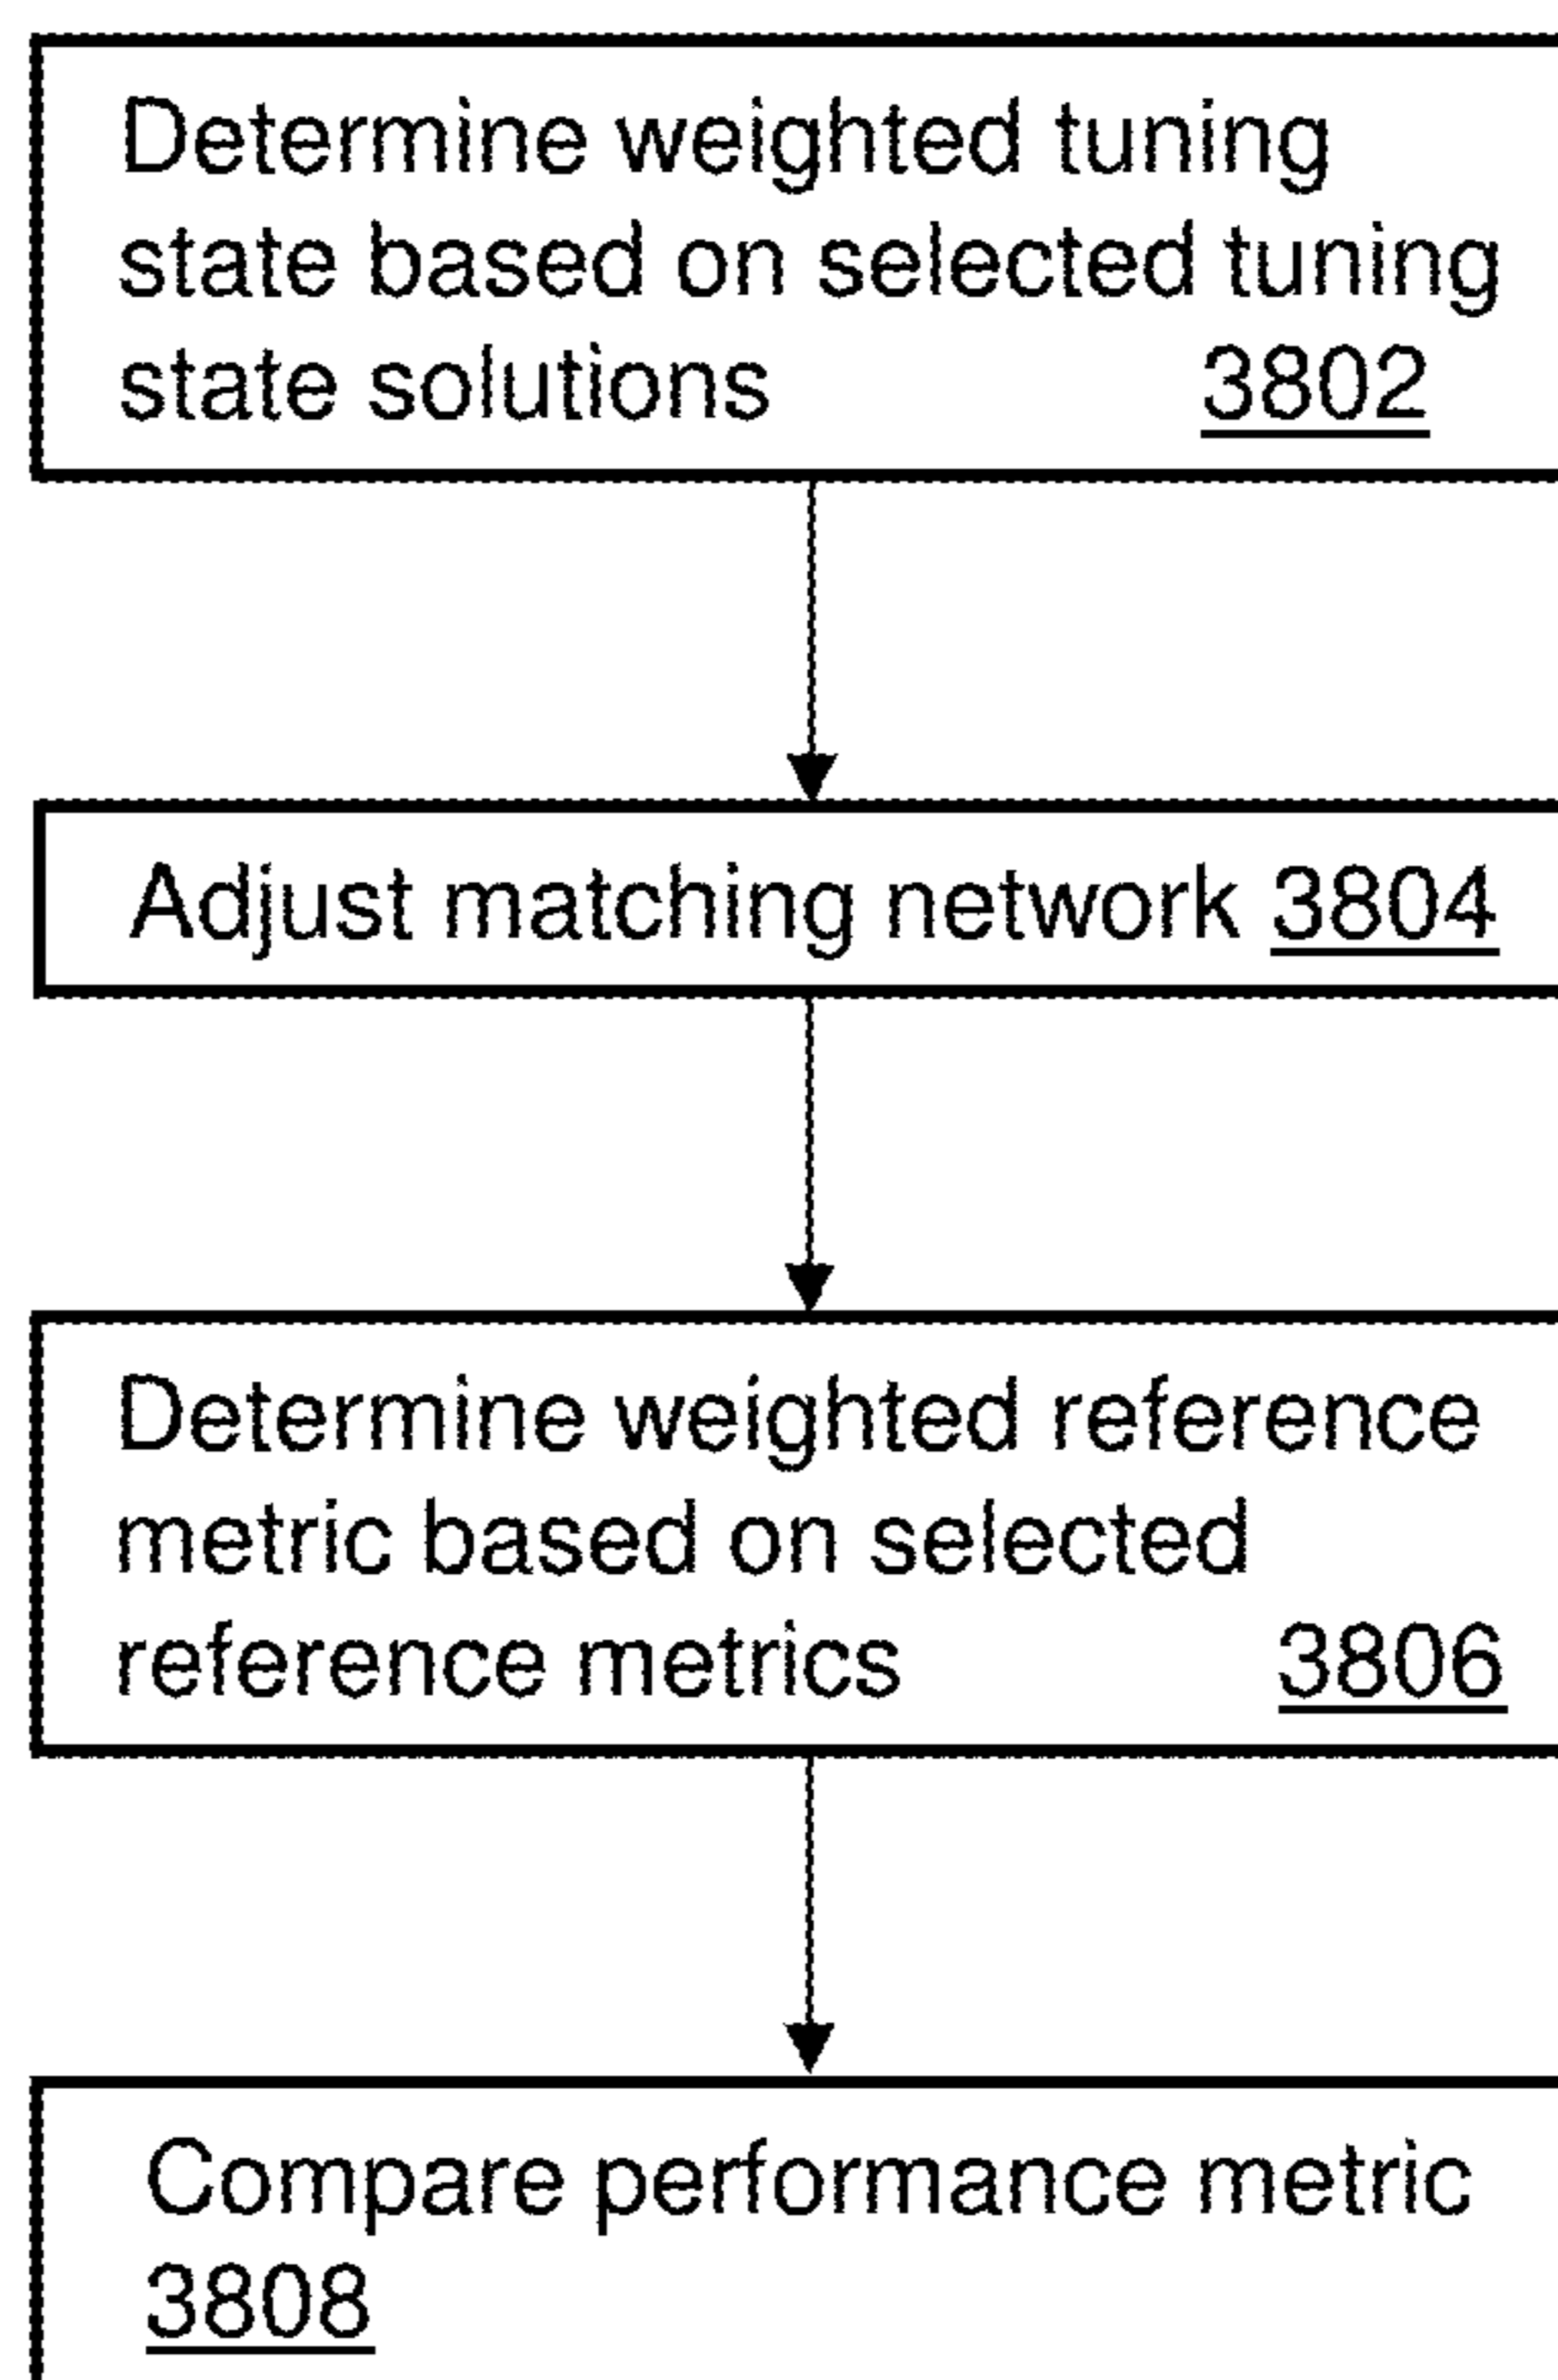 Determine weighted tuning
state based on selected tuning
state solutions 3802
Adjust matching network 3804
Determine weighted reference
metric based on selected
reference metrics 3806
Compare performance metric
3808